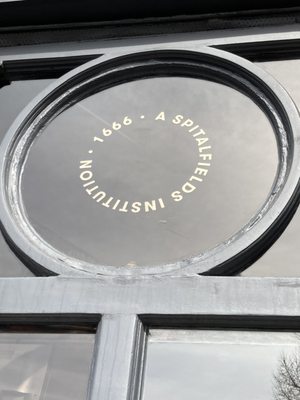 · 1666 · A SPITALFIELDS INSTITUTION